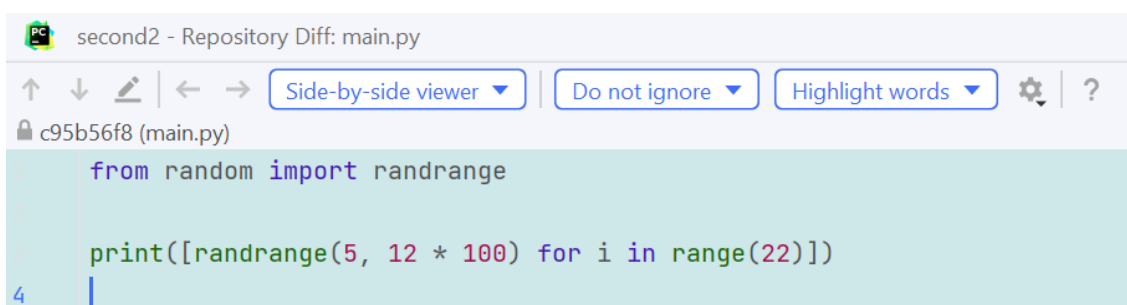 PC second2 - Repository Diff: main.py
Side-by-side viewer Do not ignore Highlight words ?
c95b56f8 (main.py)
from random import randrange
print([randrange(5, 12 * 100) for i in range(22)])
4